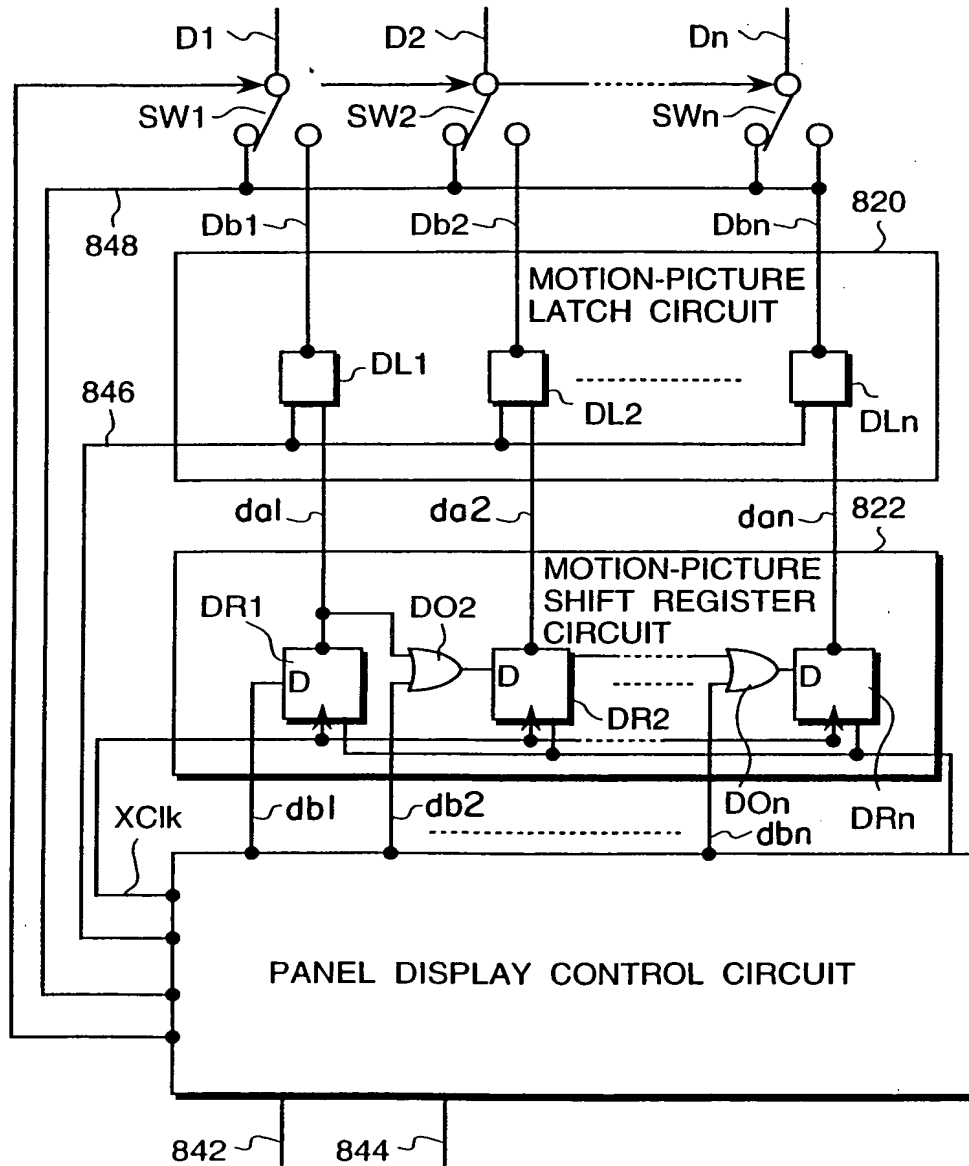 D1
D2
Dn
SW1
SW2
SWn
848
Db1
Db2
Dbn
820
MOTION-PICTURE
LATCH CIRCUIT
DL1
DL2
DLn
846
da1
da2
dan
822
MOTION-PICTURE
SHIFT REGISTER
CIRCUIT
DR1
DO2
D
D
D
DR2
DOn
DRn
XClk
db1
db2
dbn
PANEL DISPLAY CONTROL CIRCUIT
842
844